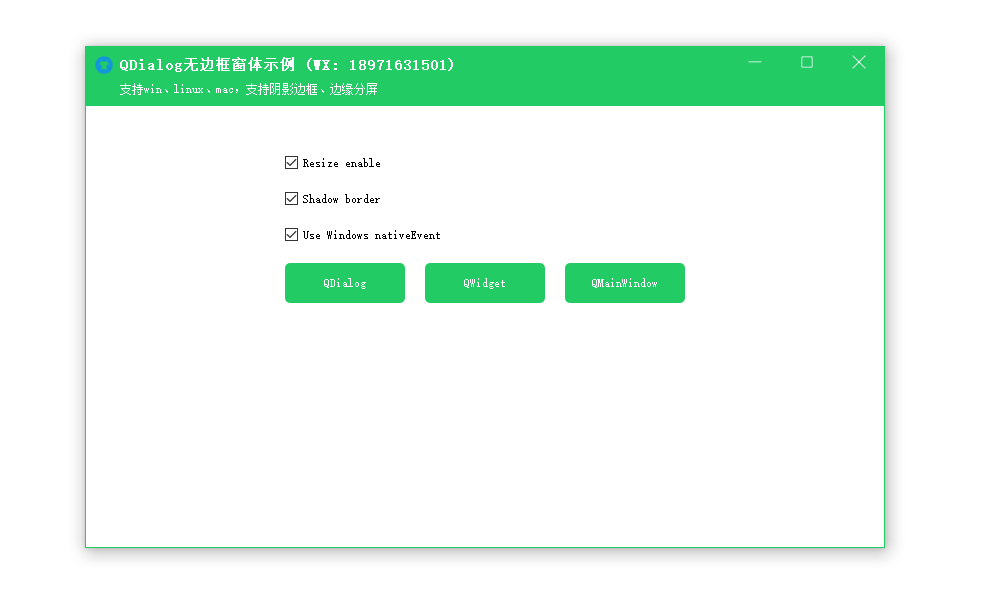 QDialog无边框窗体示例 (WX: 18971631501)
支持win、linux、mac，支持阴影边框、边缘分屏
Resize enable
Shadow border
Use Windows nativeEvent
QDialog QWidget QMainWindow